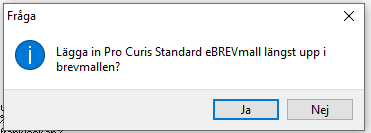 Fråga
Lägga in Pro Curis Standard eBREVmall längst upp i
brevmallen?
Ja
Nej